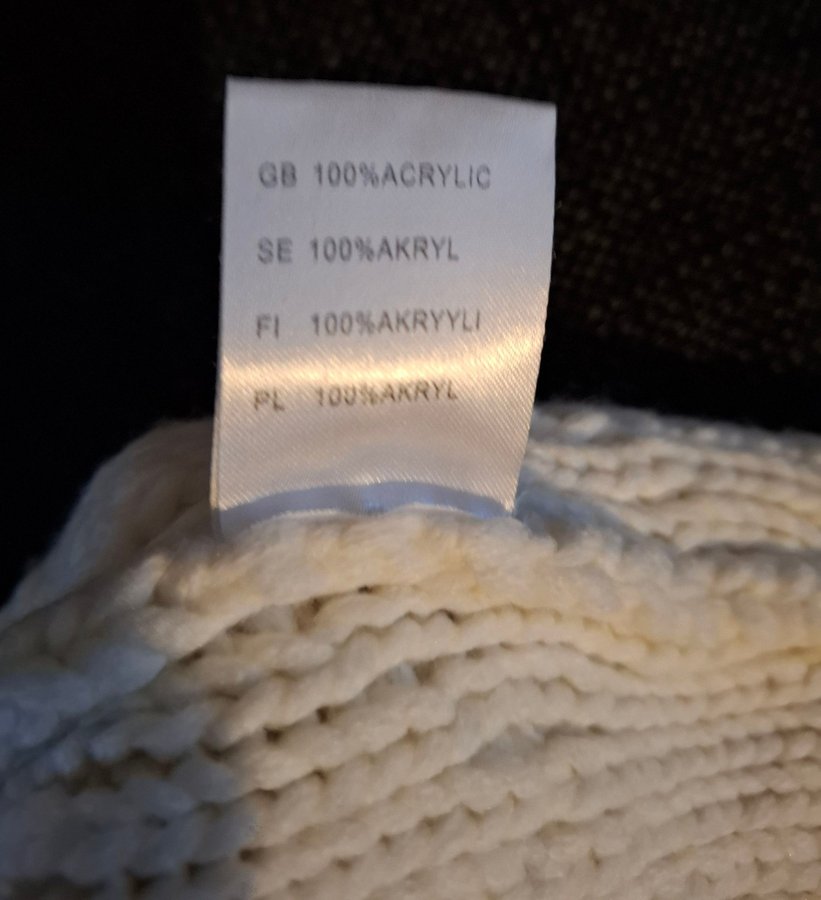 GB 100%ACRYLIC
SE 100%AKRYL
FI 100%AKRYYLI
PL 100%AKRYL